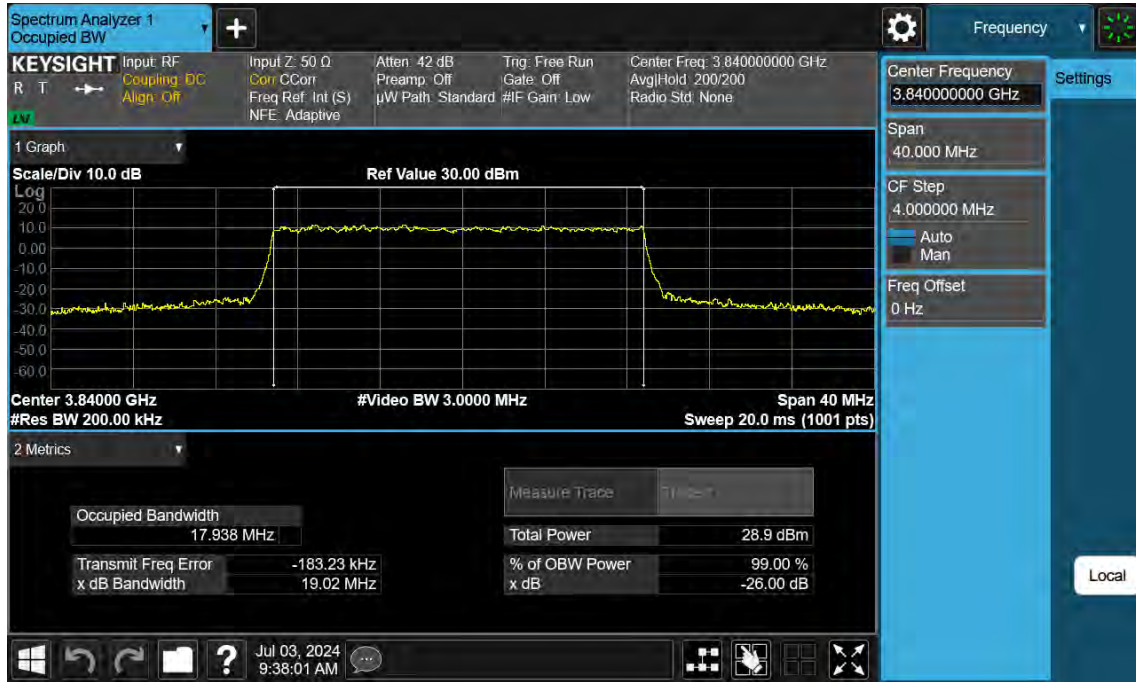 Spectrum Analyzer 1
Occupied BW
Frequency
KEYSIGHT
R T
LXI
Input: RF
Coupling: DC
Align: Off
Input Z: 50 Ω
Corr CCorr
Freq Ref: Int (S)
NFE: Adaptive
Atten: 42 dB
Preamp: Off
µW Path: Standard
Trig: Free Run
Gate: Off
#IF Gain: Low
Center Freq: 3.840000000 GHz
Avg|Hold: 200/200
Radio Std: None
Center Frequency
3.840000000 GHz
Settings
Span
40.000 MHz
CF Step
4.000000 MHz
Auto
Man
Freq Offset
0 Hz
Local
1 Graph
Scale/Div 10.0 dB
Ref Value 30.00 dBm
Log
20.0
10.0
0.00
-10.0
-20.0
-30.0
-40.0
-50.0
-60.0
Center 3.84000 GHz
#Video BW 3.0000 MHz
Span 40 MHz
#Res BW 200.00 kHz
Sweep 20.0 ms (1001 pts)
2 Metrics
Measure Trace
Occupied Bandwidth
17.938 MHz
Total Power 28.9 dBm
Transmit Freq Error -183.23 kHz
% of OBW Power 99.00 %
x dB Bandwidth 19.02 MHz
x dB -26.00 dB
?
Jul 03, 2024
9:38:01 AM